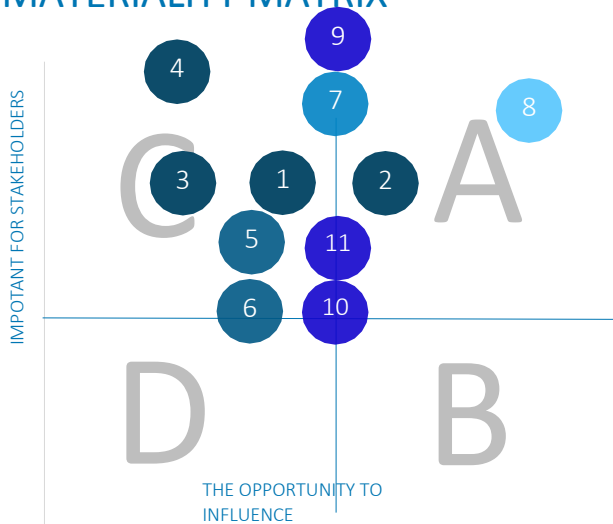 MATERIALITY MATRIX
9
4
7
8
C
A
3
1
2
5
11
6
10
D
B
IMPOTANT FOR STAKEHOLDERS
THE OPPORTUNITY TO
INFLUENCE